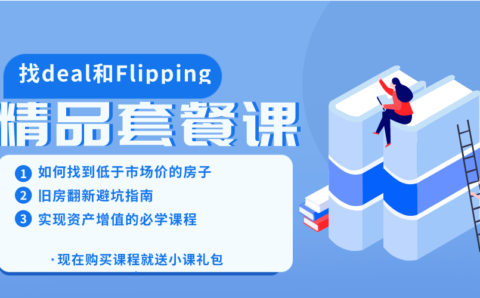 找deal和Flipping
精品套餐课
1 如何找到低于市场价的房子
2 旧房翻新避坑指南
3 实现资产增值的必学课程
·现在购买课程就送小课礼包